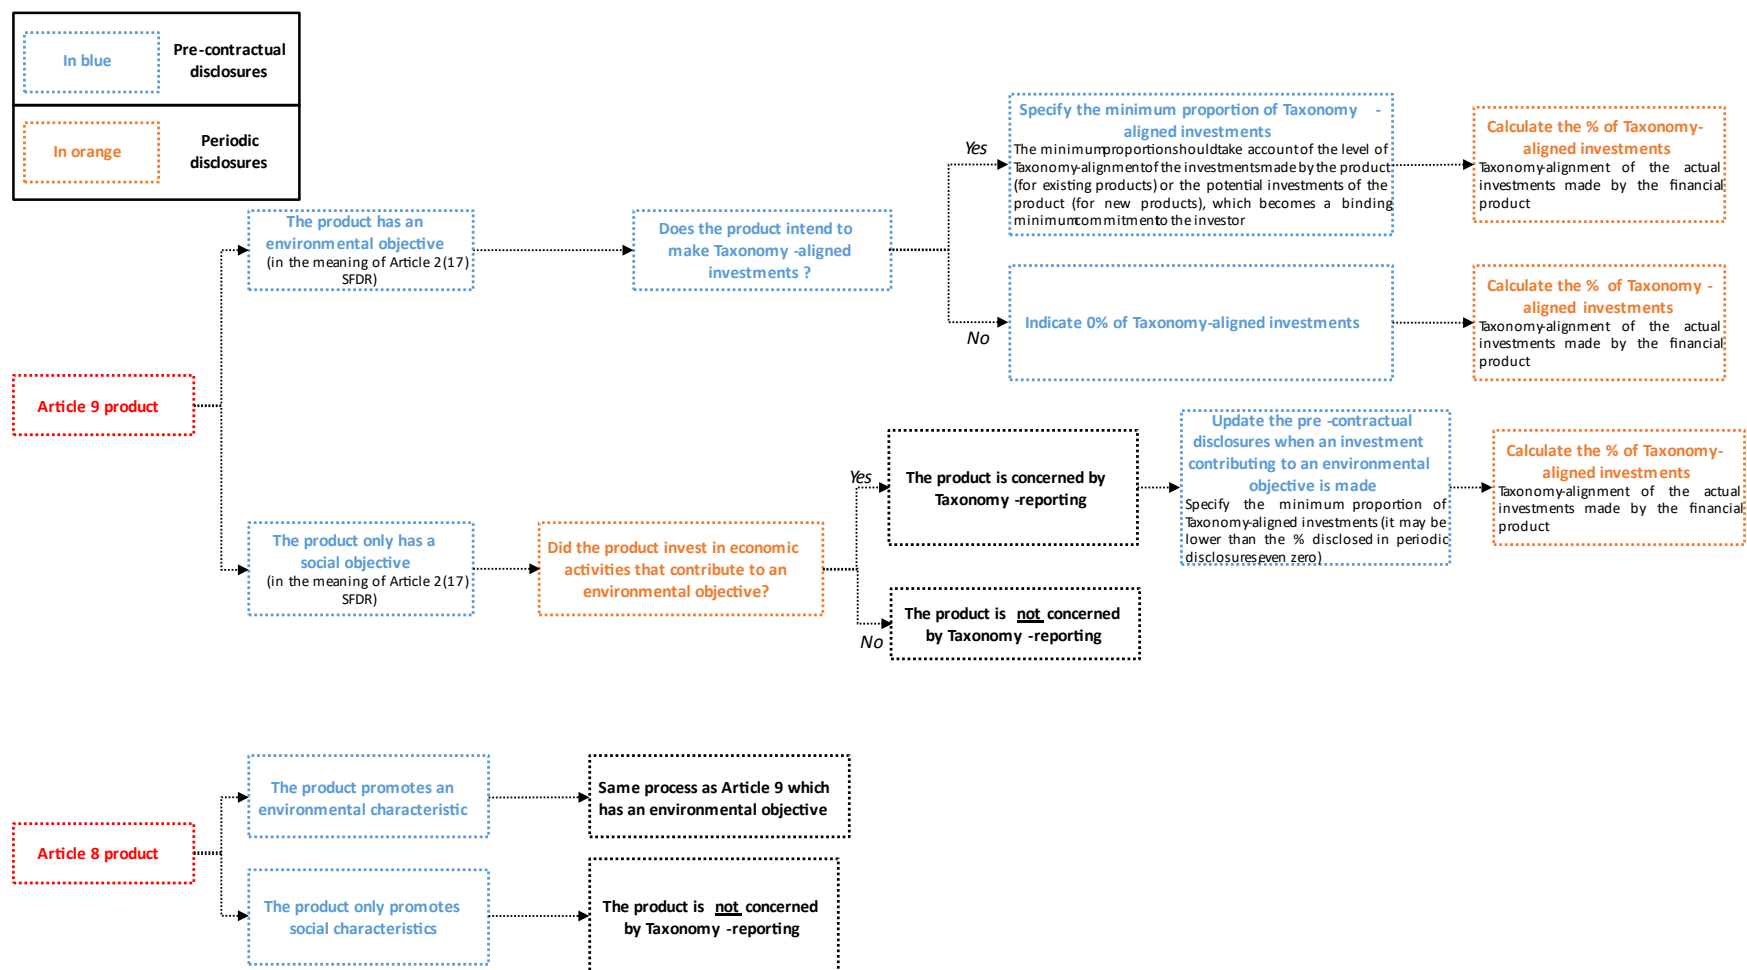 In blue
Pre-contractual
disclosures
In orange
Periodic
disclosures
Article 9 product
The product has an
environmental objective
(in the meaning of Article 2(17)
SFDR)
Does the product intend to
make Taxonomy -aligned
investments ?
Yes
Specify the minimum proportion of Taxonomy -
aligned investments
The minimum proportion should take account of the level of
Taxonomy-alignment of the investments made by the product
(for existing products) or the potential investments of the
product (for new products), which becomes a binding
minimum commitment to the investor
Calculate the % of Taxonomy-
aligned investments
Taxonomy-alignment of the actual
investments made by the financial
product
No
Indicate 0% of Taxonomy-aligned investments
Calculate the % of Taxonomy -
aligned investments
Taxonomy-alignment of the actual
investments made by the financial
product
The product only has a
social objective
(in the meaning of Article 2(17)
SFDR)
Did the product invest in economic
activities that contribute to an
environmental objective?
Yes
The product is concerned by
Taxonomy -reporting
Update the pre -contractual
disclosures when an investment
contributing to an environmental
objective is made
Specify the minimum proportion of
Taxonomy-aligned investments (it may be
lower than the % disclosed in periodic
disclosures, even zero)
Calculate the % of Taxonomy-
aligned investments
Taxonomy-alignment of the actual
investments made by the financial
product
No
The product is not concerned
by Taxonomy -reporting
Article 8 product
The product promotes an
environmental characteristic
Same process as Article 9 which
has an environmental objective
The product only promotes
social characteristics
The product is not concerned
by Taxonomy -reporting